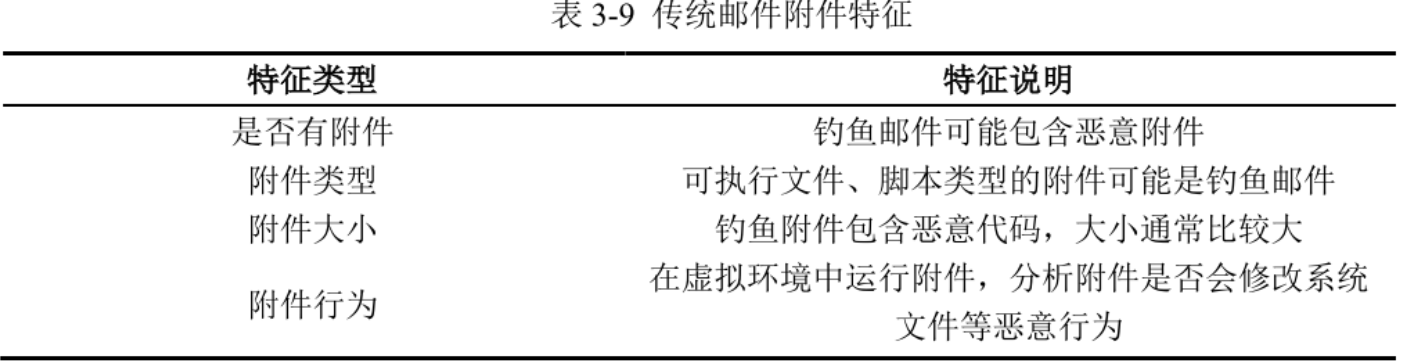 表 3-9 传统邮件附件特征
特征类型 特征说明
是否有附件 钓鱼邮件可能包含恶意附件
附件类型 可执行文件、脚本类型的附件可能是钓鱼邮件
附件大小 钓鱼附件包含恶意代码，大小通常比较大
附件行为 在虚拟环境中运行附件，分析附件是否会修改系统
文件等恶意行为